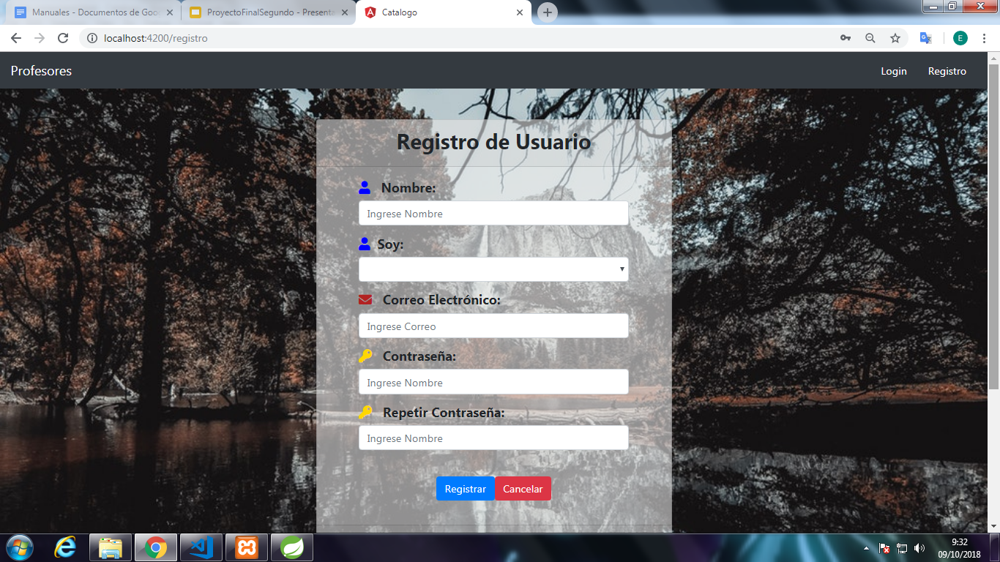 Manuales - Documentos de Goo
ProyectoFinalSegundo - Presenta
Catalogo
localhost:4200/registro
E
Profesores
Login
Registro
Registro de Usuario
Nombre:
Ingrese Nombre
Soy:
Correo Electrónico:
Ingrese Correo
Contraseña:
Ingrese Nombre
Repetir Contraseña:
Ingrese Nombre
Registrar
Cancelar
9:32
09/10/2018